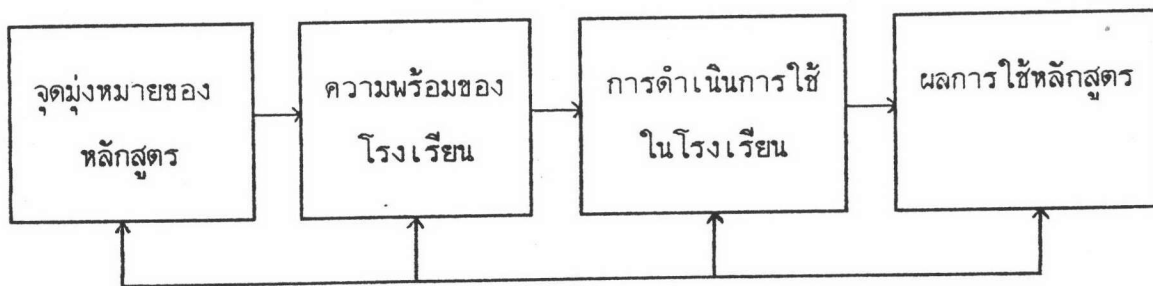 จุดมุ่งหมายของ
หลักสูตร
ความพร้อมของ
โรงเรียน
การดำเนินการใช้
ในโรงเรียน
ผลการใช้หลักสูตร